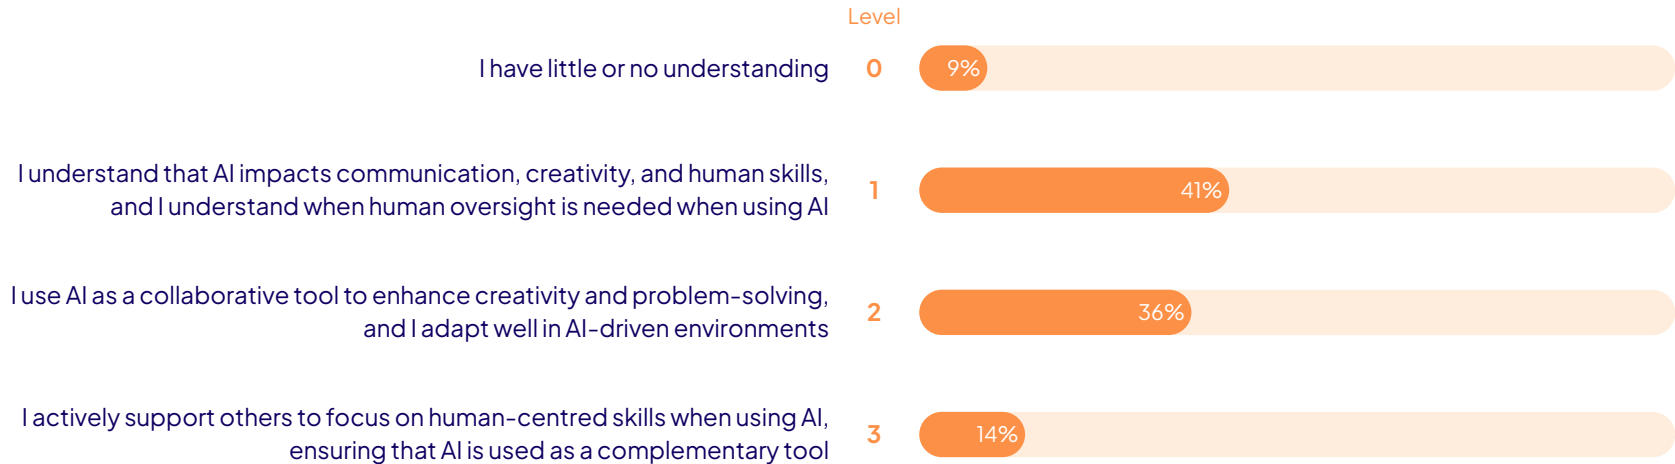 Level
I have little or no understanding 0 9%
I understand that AI impacts communication, creativity, and human skills,
and I understand when human oversight is needed when using AI
1 41%
I use AI as a collaborative tool to enhance creativity and problem-solving,
and I adapt well in AI-driven environments
2 36%
I actively support others to focus on human-centred skills when using AI,
ensuring that AI is used as a complementary tool
3 14%